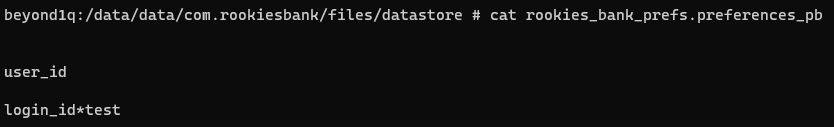 beyond1q:/data/data/com.rookiesbank/files/datastore # cat rookies_bank_prefs.preferences_pb
user_id
login_id*test